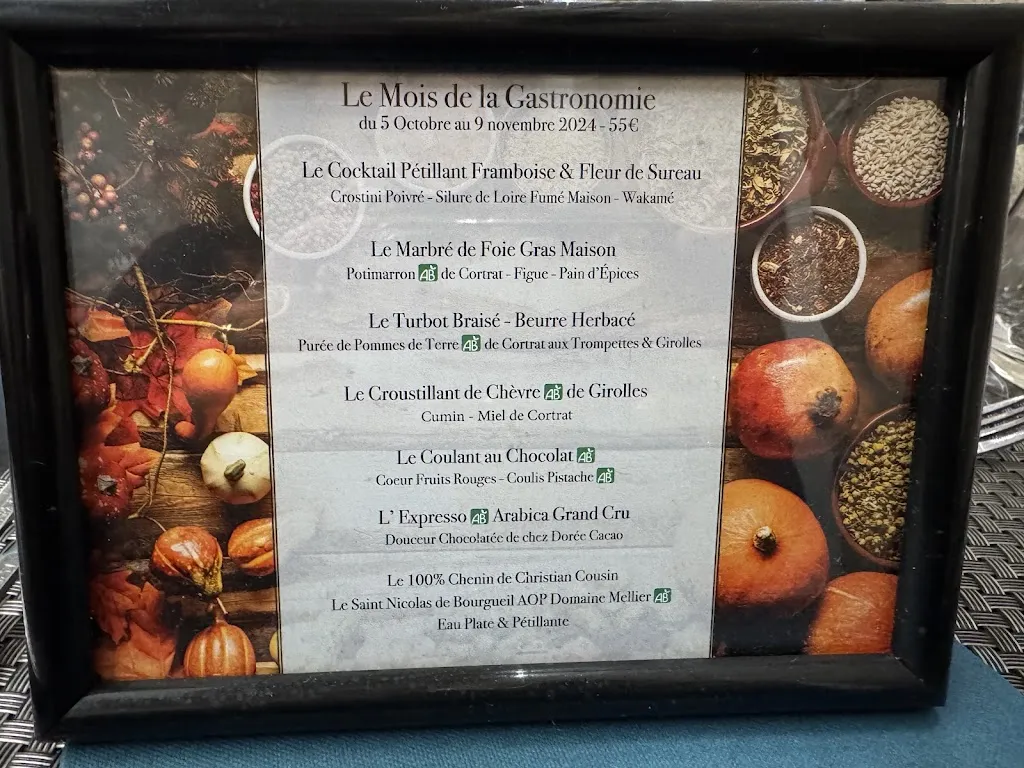 Le Mois de la Gastronomie
du 5 Octobre au 9 novembre 2024 - 55€
Le Cocktail Pétillant Framboise & Fleur de Sureau
Crostini Poivré - Silure de Loire Fumé Maison - Wakamé
Le Marbré de Foie Gras Maison
Potimarron AB de Cortrat - Figue - Pain d'Épices
Le Turbot Braisé - Beurre Herbacé
Purée de Pommes de Terre AB de Cortrat aux Trompettes & Girolles
Le Croustillant de Chèvre AB de Girolles
Cumin - Miel de Cortrat
Le Coulant au Chocolat AB
Coeur Fruits Rouges - Coulis Pistache AB
L' Expresso AB Arabica Grand Cru
Douceur Chocolatée de chez Dorée Cacao
Le 100% Chenin de Christian Cousin
Le Saint Nicolas de Bourgueil AOP Domaine Mellier AB
Eau Plate & Pétillante